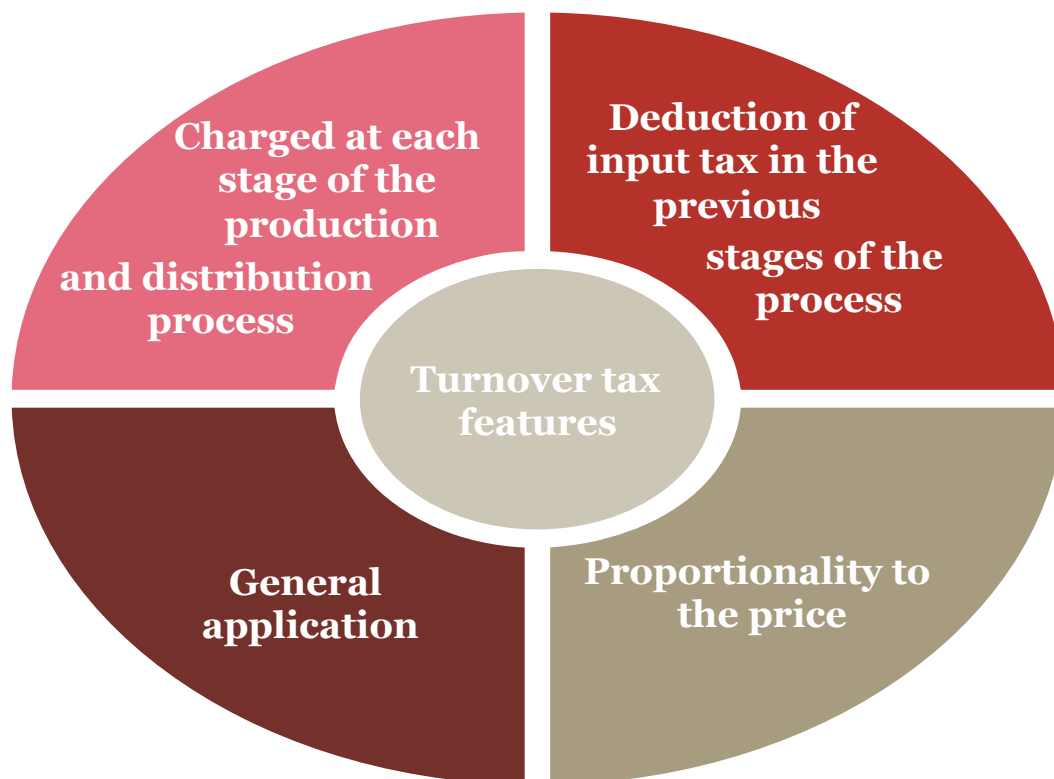 Charged at each
stage of the
production
and distribution
process
Deduction of
input tax in the
previous
stages of the
process
Turnover tax
features
General
application
Proportionality to
the price